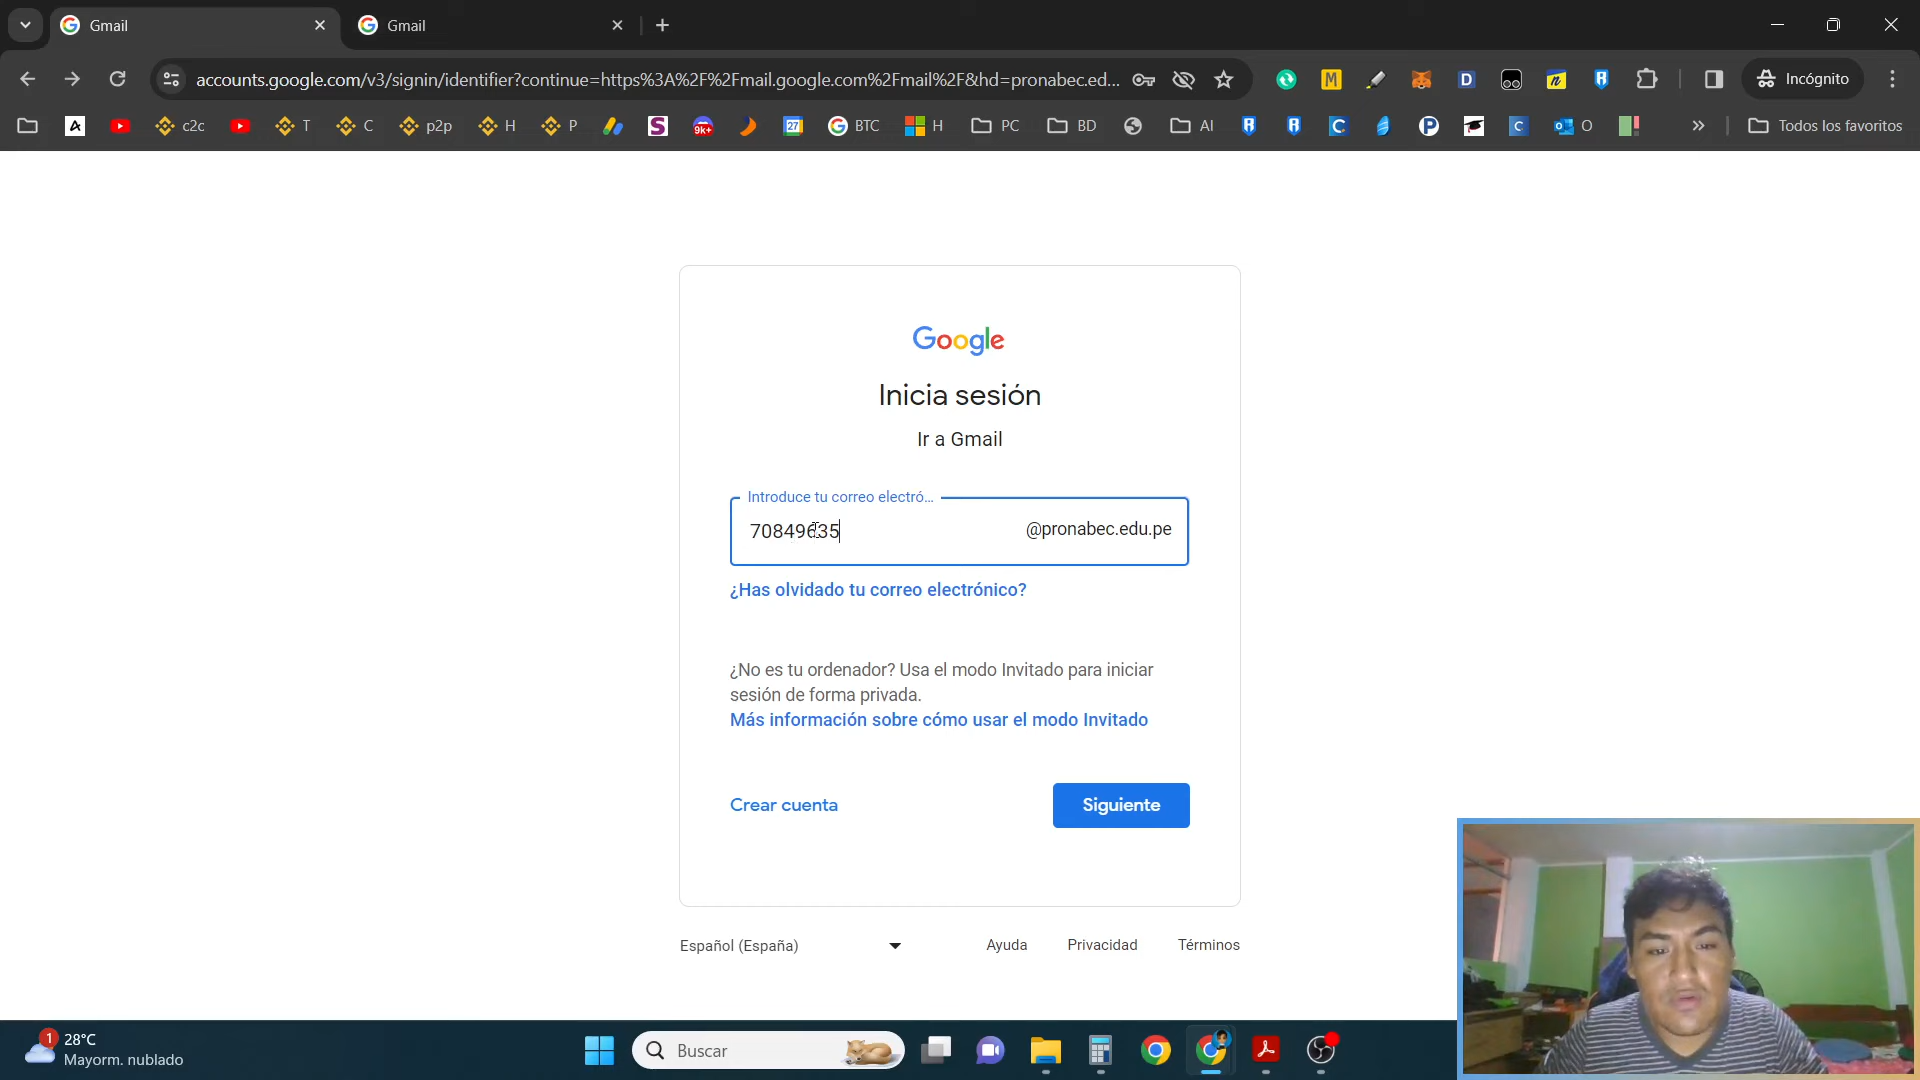 Gmail
Gmail
accounts.google.com/v3/signin/identifier?continue=https%3A%2F%2Fmail.google.com%2Fmail%2F&hd=pronabec.ed...
M
D
n
Incógnito
A
c2c
T
C
p2p
H
P
S
9K+
27
BTC
H
PC
BD
AI
C
P
C
O
Todos los favoritos
Google
Inicia sesión
Ir a Gmail
Introduce tu correo electró...
70849635
@pronabec.edu.pe
¿Has olvidado tu correo electrónico?
¿No es tu ordenador? Usa el modo Invitado para iniciar
sesión de forma privada.
Más información sobre cómo usar el modo Invitado
Crear cuenta
Siguiente
Español (España)
Ayuda
Privacidad
Términos
1
28°C
Mayorm. nublado
Buscar